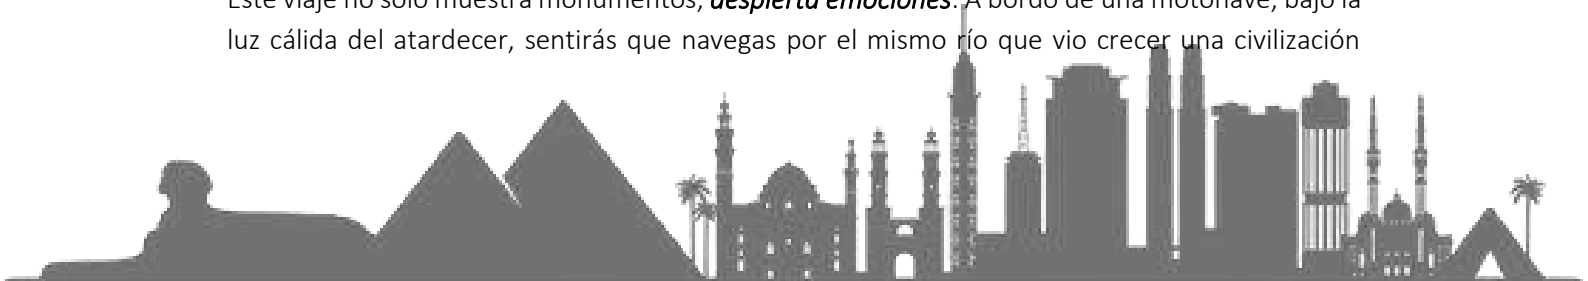 Este viaje no solo muestra monumentos, despierta emociones. A bordo de una motonave, bajo la
luz cálida del atardecer, sentirás que navegas por el mismo río que vio crecer una civilización